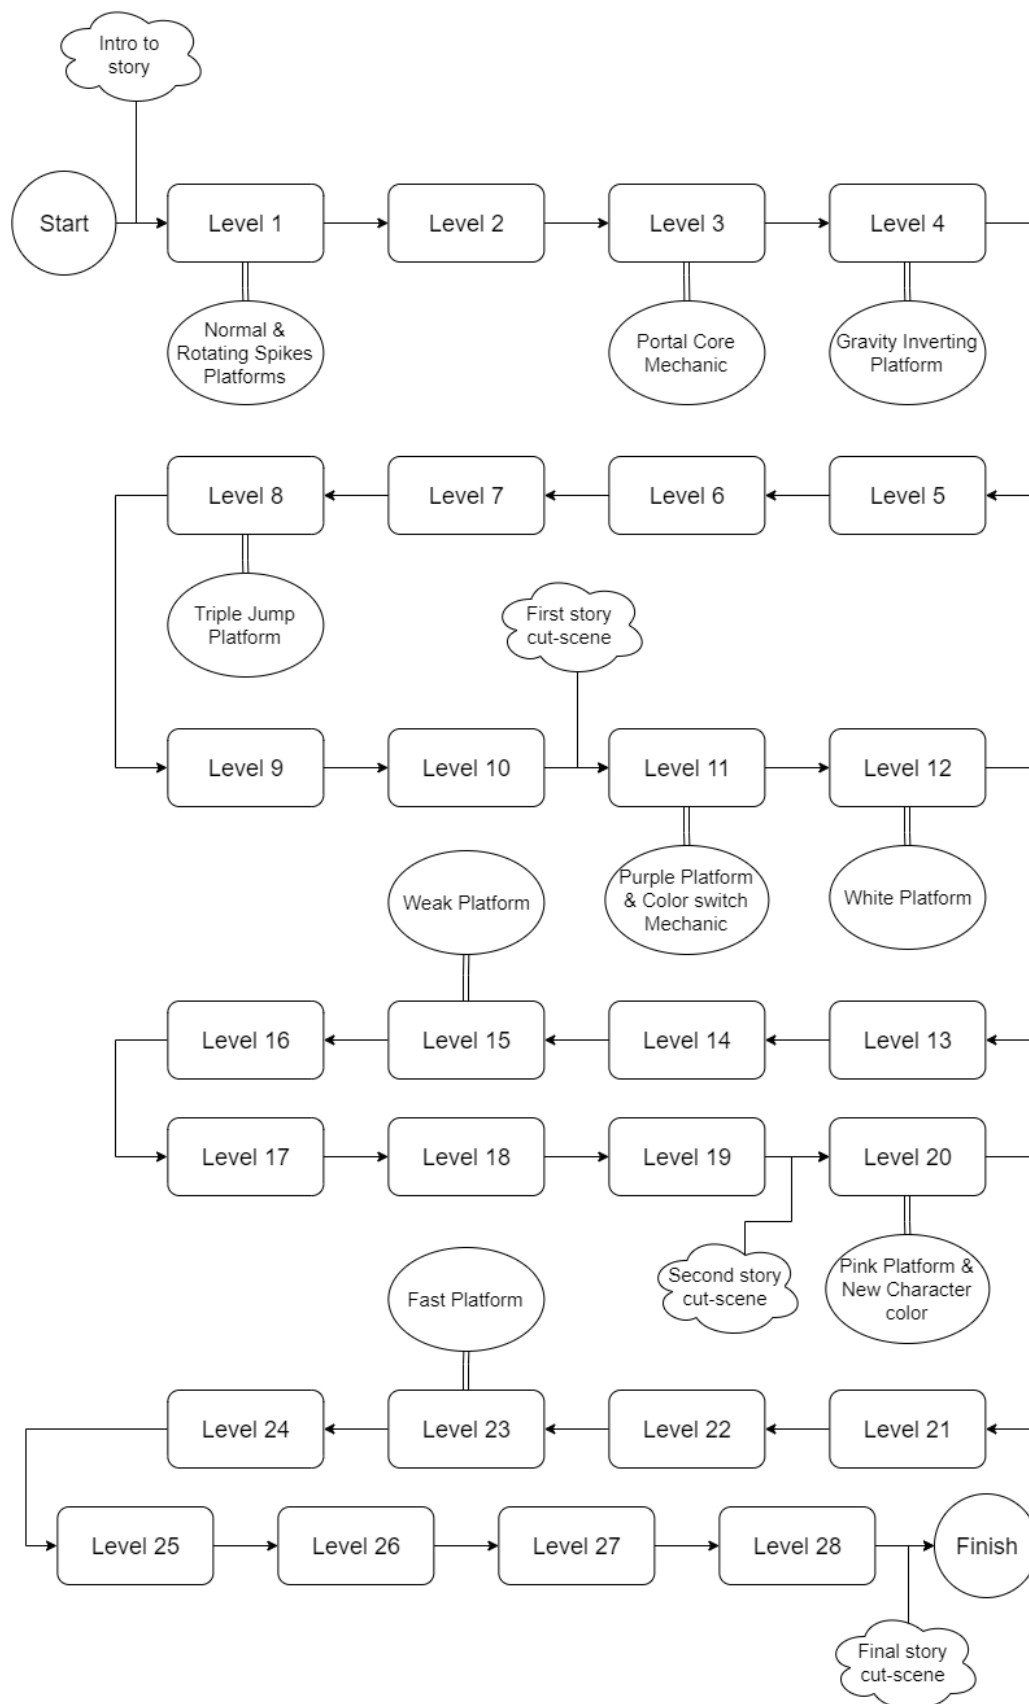 Intro to
story
Start
Level 1
Level 2
Level 3
Level 4
Normal &
Rotating Spikes
Platforms
Portal Core
Mechanic
Gravity Inverting
Platform
Level 8
Level 7
Level 6
Level 5
Triple Jump
Platform
First story
cut-scene
Level 9
Level 10
Level 11
Level 12
Weak Platform
Purple Platform
& Color switch
Mechanic
White Platform
Level 16
Level 15
Level 14
Level 13
Level 17
Level 18
Level 19
Level 20
Second story
cut-scene
Pink Platform &
New Character
color
Fast Platform
Level 24
Level 23
Level 22
Level 21
Level 25
Level 26
Level 27
Level 28
Finish
Final story
cut-scene